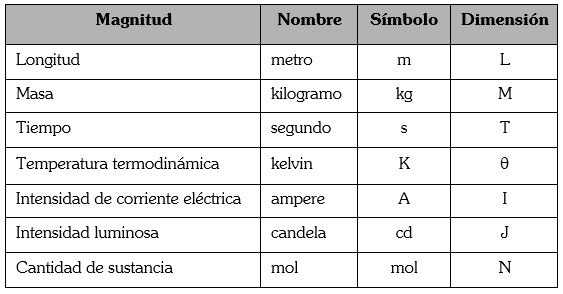 Magnitud Nombre Símbolo Dimensión
Longitud metro m L
Masa kilogramo kg M
Tiempo segundo s T
Temperatura termodinámica kelvin K θ
Intensidad de corriente eléctrica ampere A I
Intensidad luminosa candela cd J
Cantidad de sustancia mol mol N